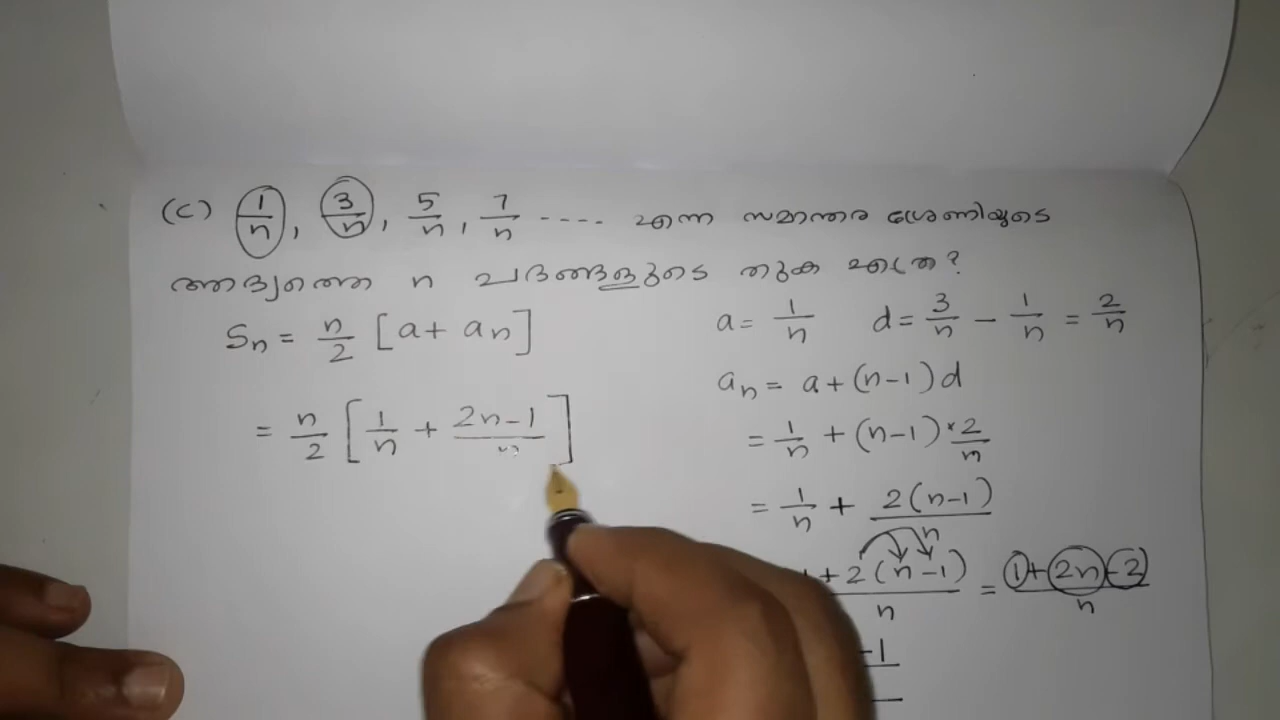 (c) 1/n, 3/n, 5/n, 7/n ---- എന്ന സമാന്തര ശ്രേണിയുടെ
ആദ്യത്തെ n പദങ്ങളുടെ തുക എത്ര?
Sn = n/2 [a + an]
= n/2 [1/n + (2n-1)/n]
a = 1/n d = 3/n - 1/n = 2/n
an = a + (n-1)d
= 1/n + (n-1) × 2/n
= 1/n + 2(n-1)/n
+ 2(n-1)/n = (1+2n-2)/n
-1